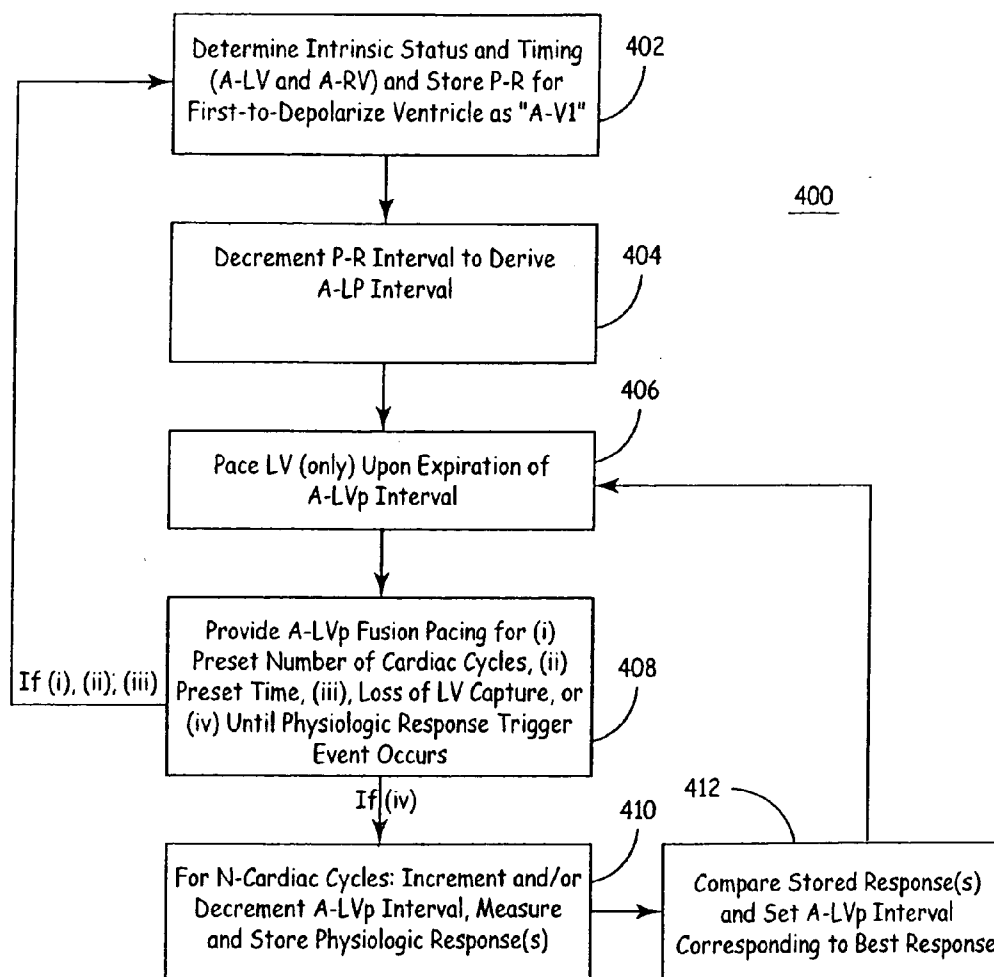 Determine Intrinsic Status and Timing
(A-LV and A-RV) and Store P-R for
First-to-Depolarize Ventricle as "A-V1"
402
400
Decrement P-R Interval to Derive
A-LP Interval
404
406
Pace LV (only) Upon Expiration of
A-LVp Interval
Provide A-LVp Fusion Pacing for (i)
Preset Number of Cardiac Cycles, (ii)
Preset Time, (iii), Loss of LV Capture, or
(iv) Until Physiologic Response Trigger
Event Occurs
408
If (i), (ii), (iii)
If (iv)
410
412
For N-Cardiac Cycles: Increment and/or
Decrement A-LVp Interval, Measure
and Store Physiologic Response(s)
Compare Stored Response(s)
and Set A-LVp Interval
Corresponding to Best Response